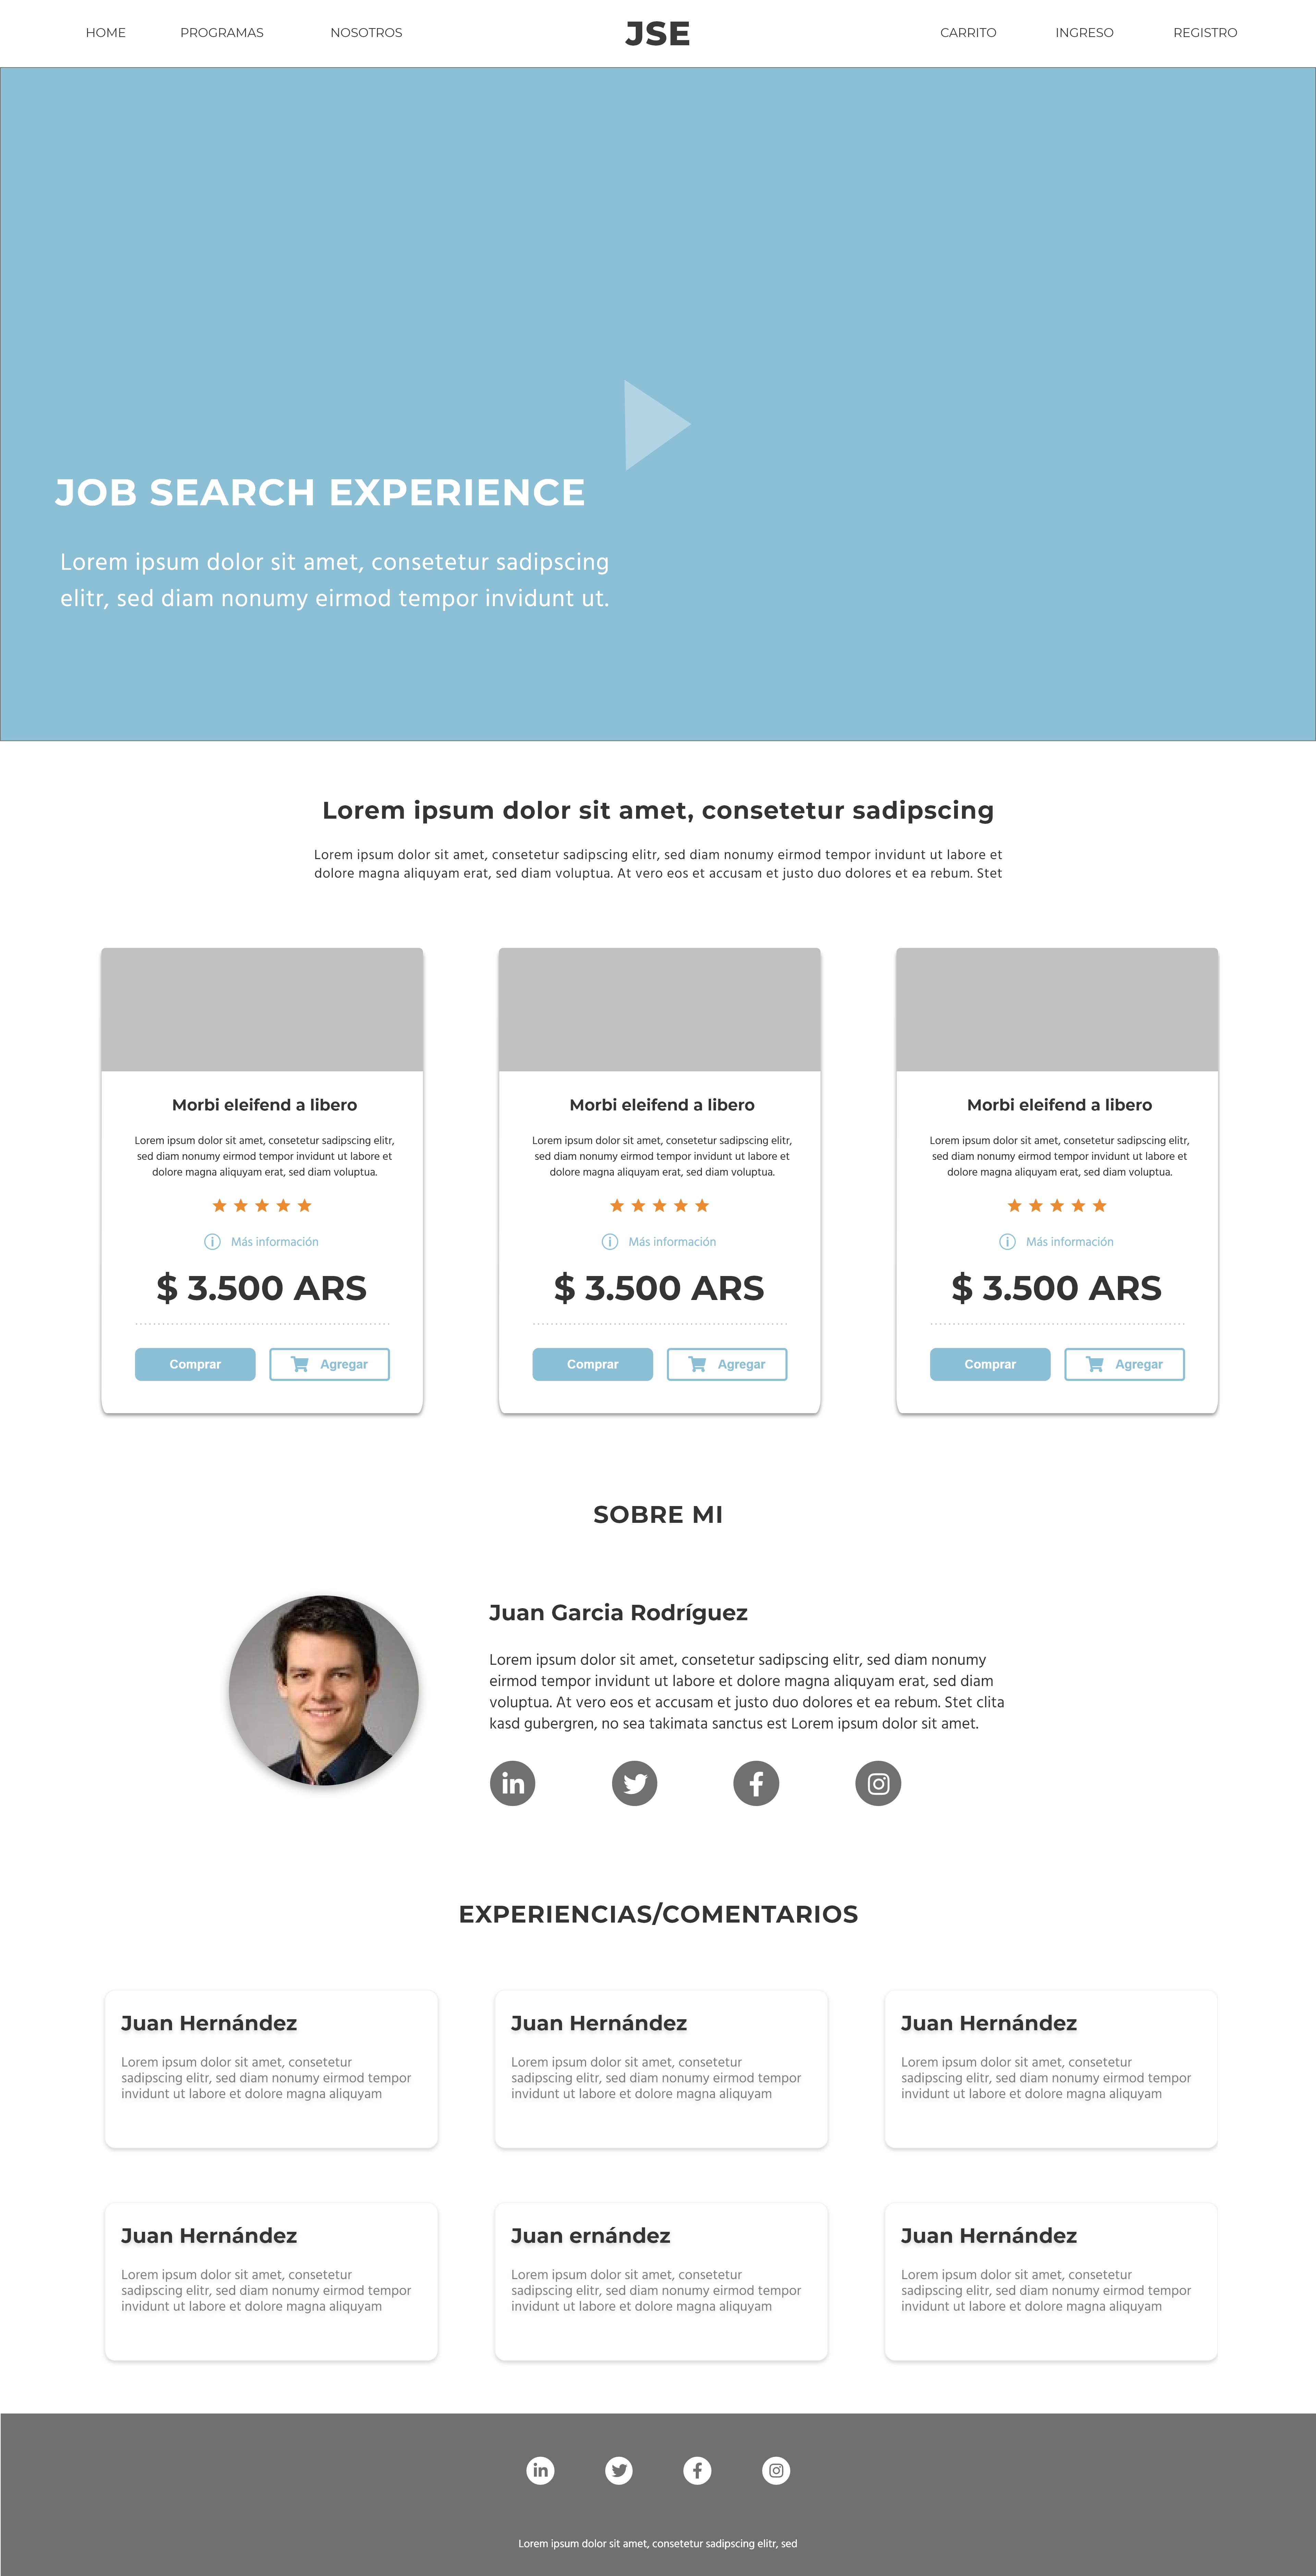 HOME PROGRAMAS NOSOTROS JSE CARRITO INGRESO REGISTRO
JOB SEARCH EXPERIENCE
Lorem ipsum dolor sit amet, consetetur sadipscing
elitr, sed diam nonumy eirmod tempor invidunt ut.
Lorem ipsum dolor sit amet, consetetur sadipscing
Lorem ipsum dolor sit amet, consetetur sadipscing elitr, sed diam nonumy eirmod tempor invidunt ut labore et
dolore magna aliquyam erat, sed diam voluptua. At vero eos et accusam et justo duo dolores et ea rebum. Stet
Morbi eleifend a libero
Lorem ipsum dolor sit amet, consetetur sadipscing elitr,
sed diam nonumy eirmod tempor invidunt ut labore et
dolore magna aliquyam erat, sed diam voluptua.
Más información
$ 3.500 ARS
Comprar Agregar
Morbi eleifend a libero
Lorem ipsum dolor sit amet, consetetur sadipscing elitr,
sed diam nonumy eirmod tempor invidunt ut labore et
dolore magna aliquyam erat, sed diam voluptua.
Más información
$ 3.500 ARS
Comprar Agregar
Morbi eleifend a libero
Lorem ipsum dolor sit amet, consetetur sadipscing elitr,
sed diam nonumy eirmod tempor invidunt ut labore et
dolore magna aliquyam erat, sed diam voluptua.
Más información
$ 3.500 ARS
Comprar Agregar
SOBRE MI
Juan Garcia Rodríguez
Lorem ipsum dolor sit amet, consetetur sadipscing elitr, sed diam nonumy
eirmod tempor invidunt ut labore et dolore magna aliquyam erat, sed diam
voluptua. At vero eos et accusam et justo duo dolores et ea rebum. Stet clita
kasd gubergren, no sea takimata sanctus est Lorem ipsum dolor sit amet.
EXPERIENCIAS/COMENTARIOS
Juan Hernández
Lorem ipsum dolor sit amet, consetetur
sadipscing elitr, sed diam nonumy eirmod tempor
invidunt ut labore et dolore magna aliquyam
Juan Hernández
Lorem ipsum dolor sit amet, consetetur
sadipscing elitr, sed diam nonumy eirmod tempor
invidunt ut labore et dolore magna aliquyam
Juan Hernández
Lorem ipsum dolor sit amet, consetetur
sadipscing elitr, sed diam nonumy eirmod tempor
invidunt ut labore et dolore magna aliquyam
Juan Hernández
Lorem ipsum dolor sit amet, consetetur
sadipscing elitr, sed diam nonumy eirmod tempor
invidunt ut labore et dolore magna aliquyam
Juan ernández
Lorem ipsum dolor sit amet, consetetur
sadipscing elitr, sed diam nonumy eirmod tempor
invidunt ut labore et dolore magna aliquyam
Juan Hernández
Lorem ipsum dolor sit amet, consetetur
sadipscing elitr, sed diam nonumy eirmod tempor
invidunt ut labore et dolore magna aliquyam
Lorem ipsum dolor sit amet, consetetur sadipscing elitr, sed